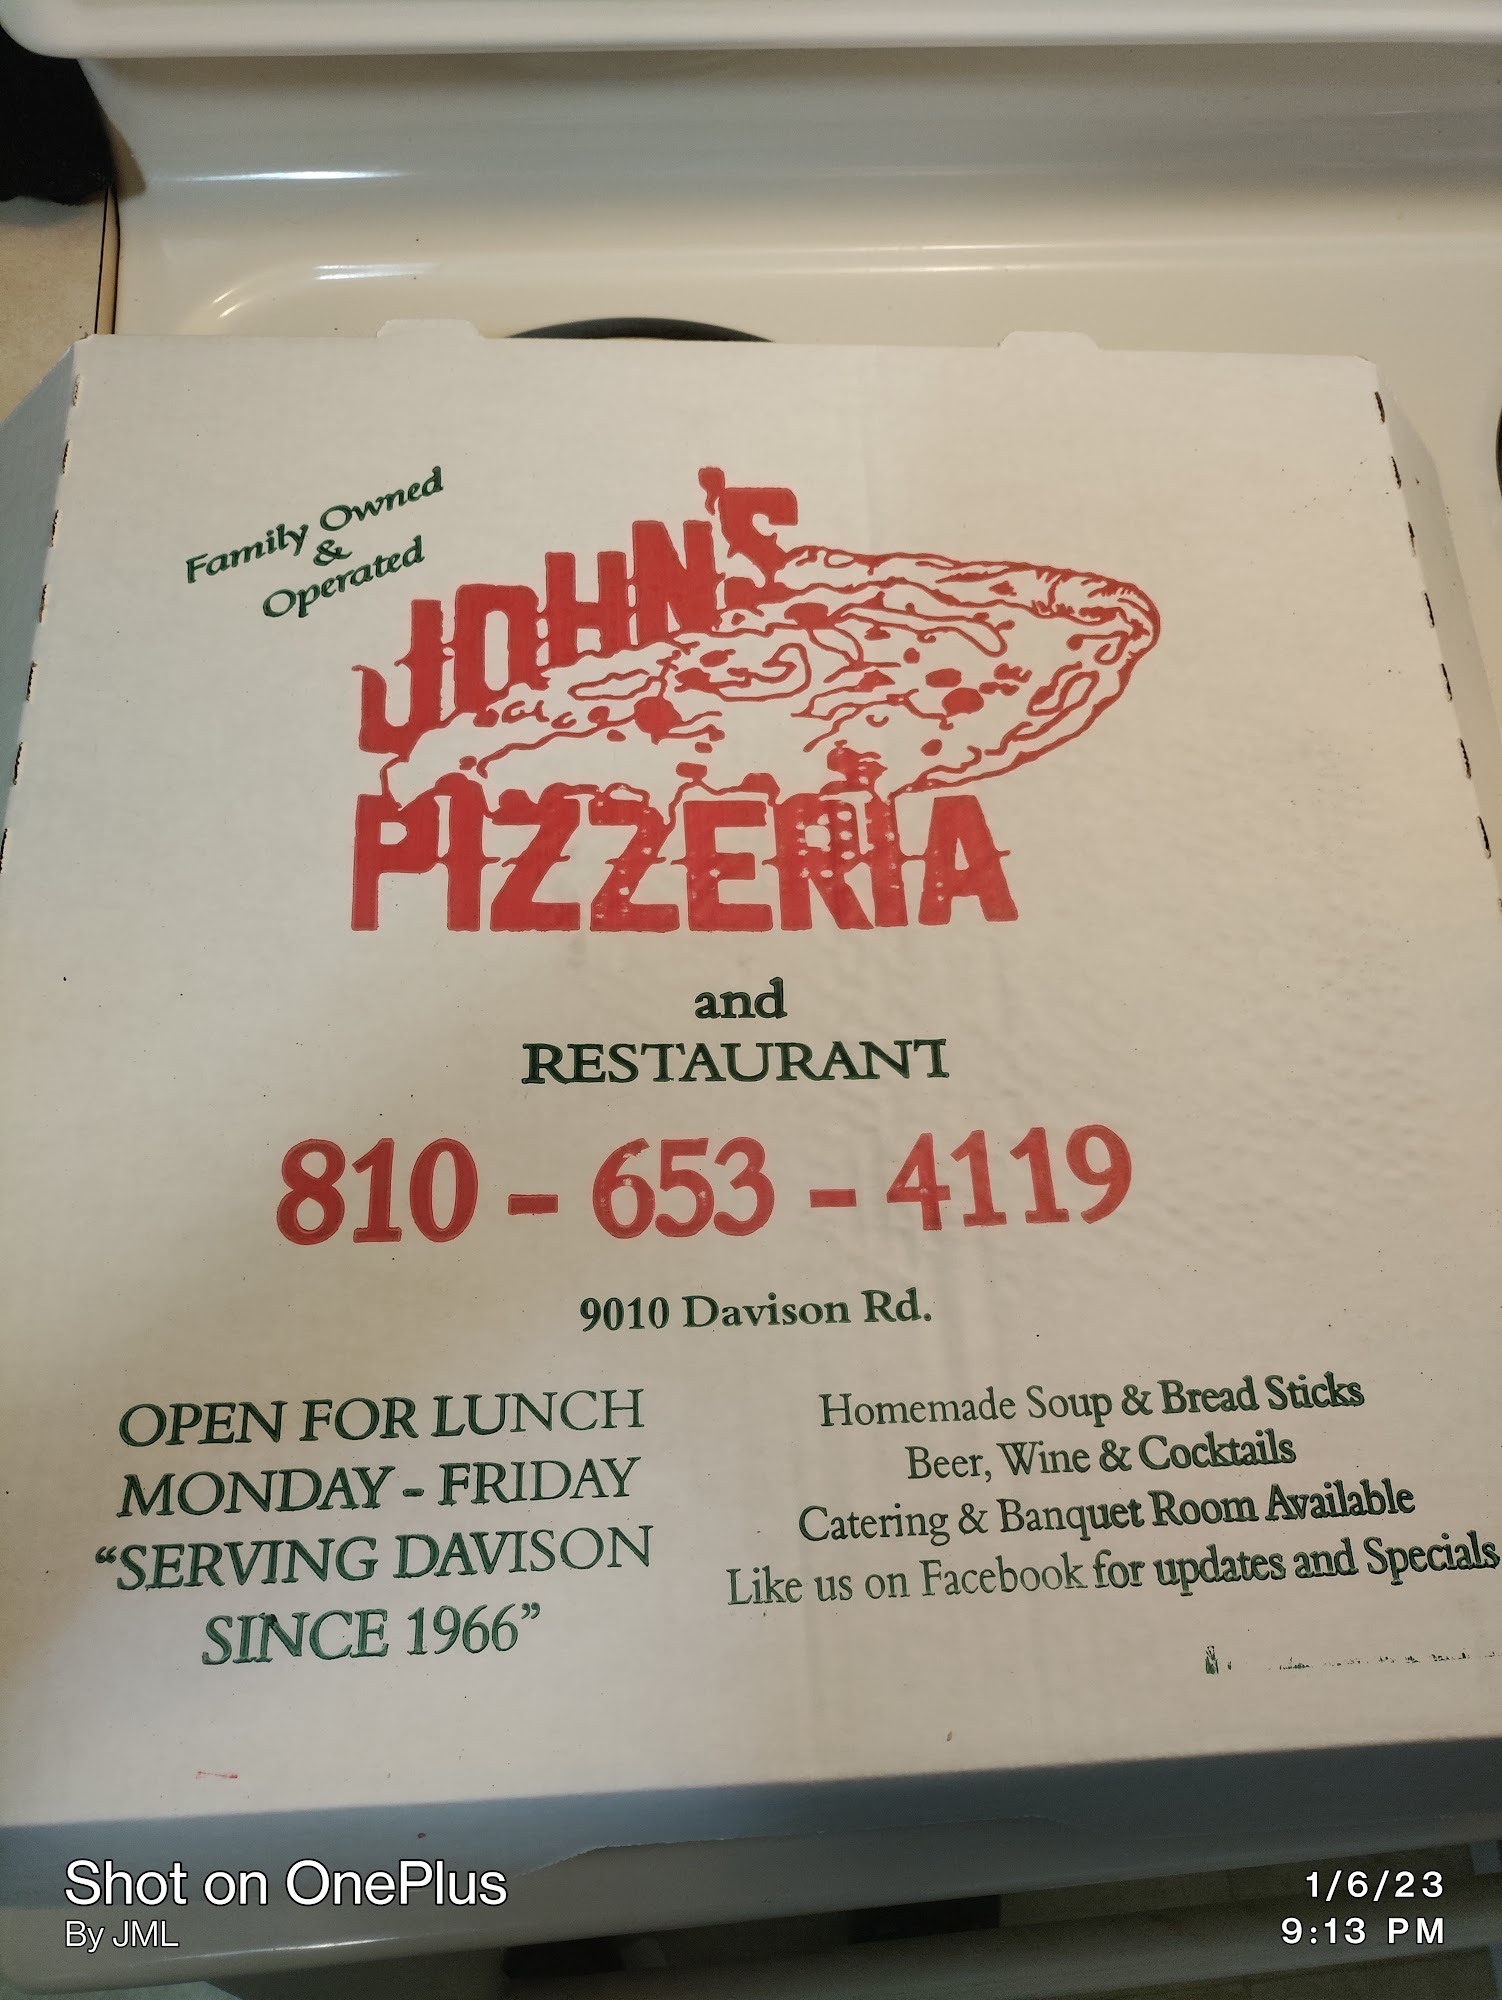 Family Owned
&
Operated
JOHN'S
PIZZERIA
and
RESTAURANT
810 - 653 - 4119
9010 Davison Rd.
OPEN FOR LUNCH
MONDAY - FRIDAY
“SERVING DAVISON
SINCE 1966”
Homemade Soup & Bread Sticks
Beer, Wine & Cocktails
Catering & Banquet Room Available
Like us on Facebook for updates and Specials
Shot on OnePlus
By JML
1/6/23
9:13 PM